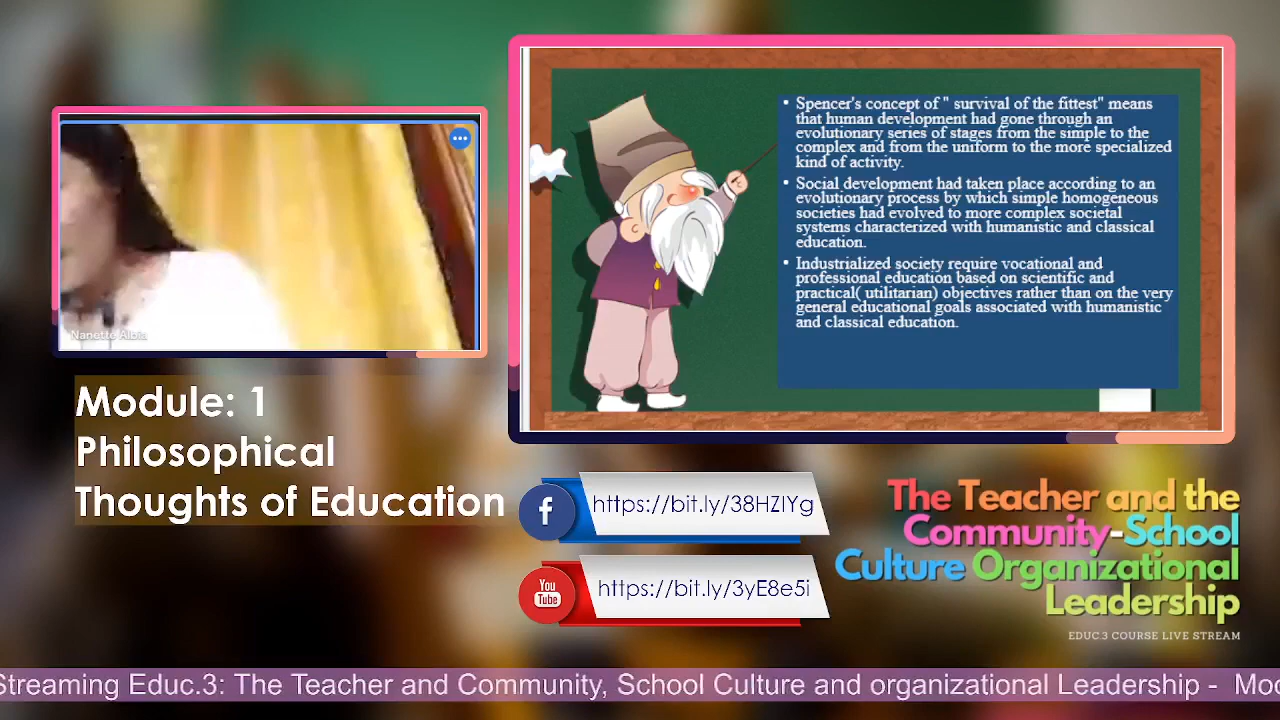 • Spencer's concept of " survival of the fittest" means
that human development had gone through an
evolutionary series of stages from the simple to the
complex and from the uniform to the more specialized
kind of activity.
• Social development had taken place according to an
evolutionary process by which simple homogeneous
societies had evolved to more complex societal
systems characterized with humanistic and classical
education.
• Industrialized society require vocational and
professional education based on scientific and
practical( utilitarian) objectives rather than on the very
general educational goals associated with humanistic
and classical education.
Nanette Albiz
Module: 1
Philosophical
Thoughts of Education
f
https://bit.ly/38HZIYg
You
Tube
https://bit.ly/3yE8e5i
The Teacher and the
Community-School
Culture Organizational
Leadership
EDUC.3 COURSE LIVE STREAM
Streaming Educ.3: The Teacher and Community, School Culture and organizational Leadership -